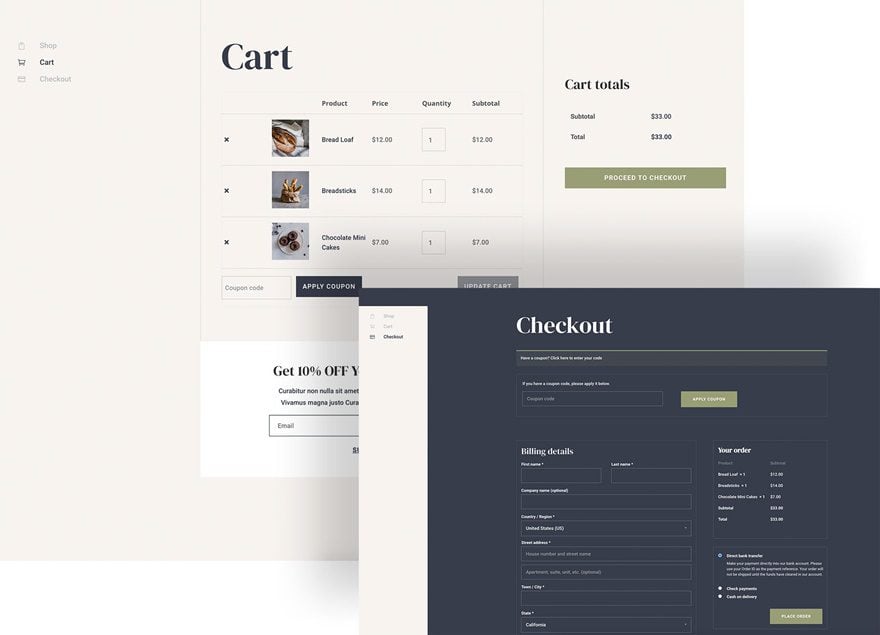 Shop
Cart
Checkout
Cart
Product Price Quantity Subtotal
Bread Loaf $12.00 1 $12.00
Breadsticks $14.00 1 $14.00
Chocolate Mini
Cakes $7.00 1 $7.00
Coupon code APPLY COUPON UPDATE CART
Cart totals
Subtotal $33.00
Total $33.00
PROCEED TO CHECKOUT
Get 10% OFF Y
Curabitur non nulla sit amet
Vivamus magna justo Cura
Email
Shop
Cart
Checkout
Checkout
Have a coupon? Click here to enter your code
If you have a coupon code, please apply it below.
Coupon code APPLY COUPON
Billing details
First name * Last name *
Company name (optional)
Country / Region *
United States (US)
Street address *
House number and street name
Apartment, suite, unit, etc. (optional)
Town / City *
State *
California
Your order
Product Subtotal
Bread Loaf × 1 $12.00
Breadsticks × 1 $14.00
Chocolate Mini Cakes × 1 $7.00
Subtotal $33.00
Total $33.00
Direct bank transfer
Make your payment directly into our bank account. Please
use your Order ID as the payment reference. Your order will
not be shipped until the funds have cleared in our account.
Check payments
Cash on delivery
PLACE ORDER